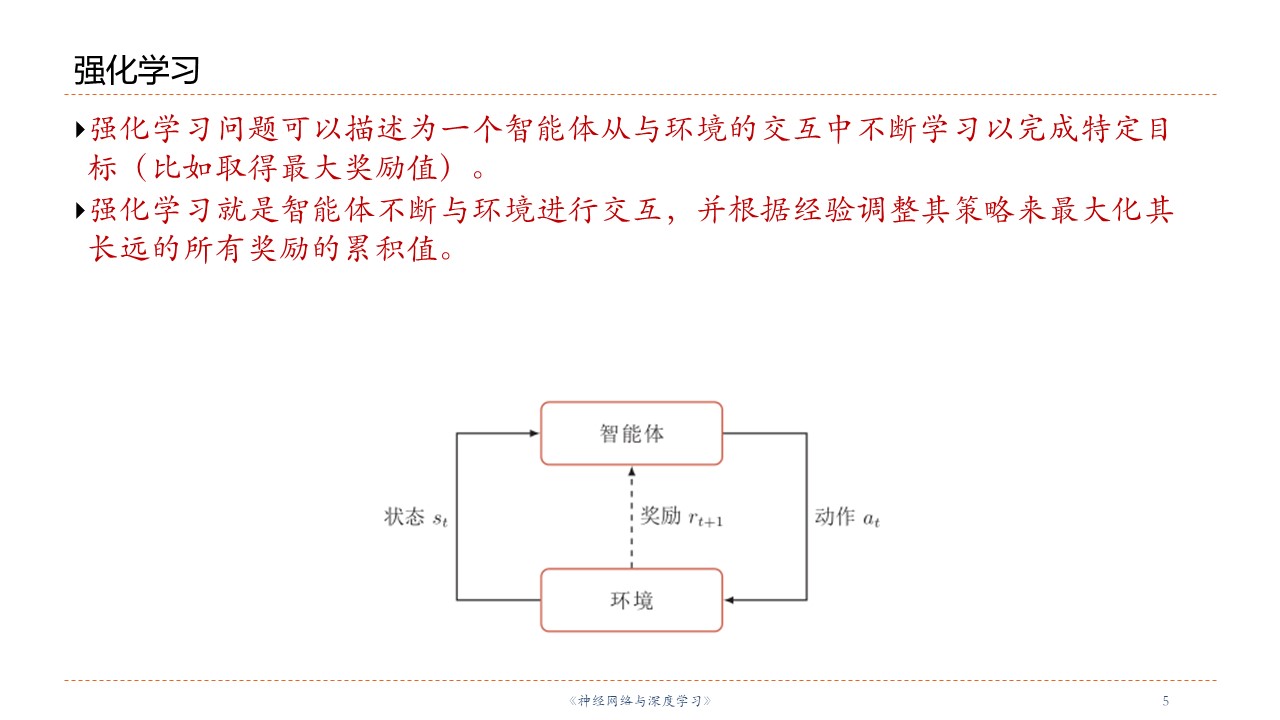 强化学习
强化学习问题可以描述为一个智能体从与环境的交互中不断学习以完成特定目
标（比如取得最大奖励值）。
强化学习就是智能体不断与环境进行交互，并根据经验调整其策略来最大化其
长远的所有奖励的累积值。
智能体
状态 s_t
奖励 r_{t+1}
动作 a_t
环境
《神经网络与深度学习》
5